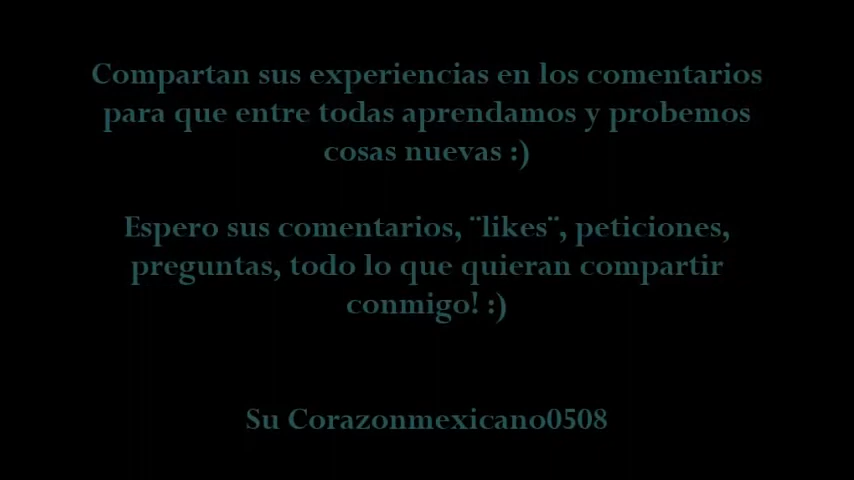 Compartan sus experiencias en los comentarios
para que entre todas aprendamos y probemos
cosas nuevas :)
Espero sus comentarios, ¨likes¨, peticiones,
preguntas, todo lo que quieran compartir
conmigo! :)
Su Corazonmexicano0508